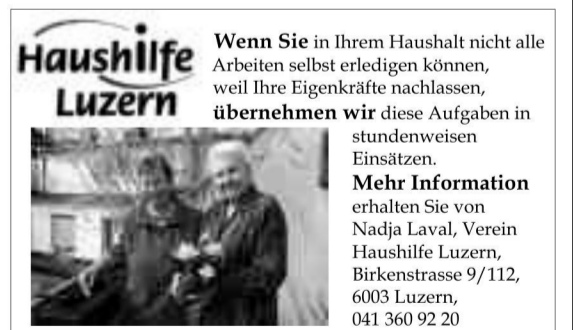 Haushilfe
Luzern
Wenn Sie in Ihrem Haushalt nicht alle
Arbeiten selbst erledigen können,
weil Ihre Eigenkräfte nachlassen,
übernehmen wir diese Aufgaben in
stundenweisen
Einsätzen.
Mehr Information
erhalten Sie von
Nadja Laval, Verein
Haushilfe Luzern,
Birkenstrasse 9/112,
6003 Luzern,
041 360 92 20